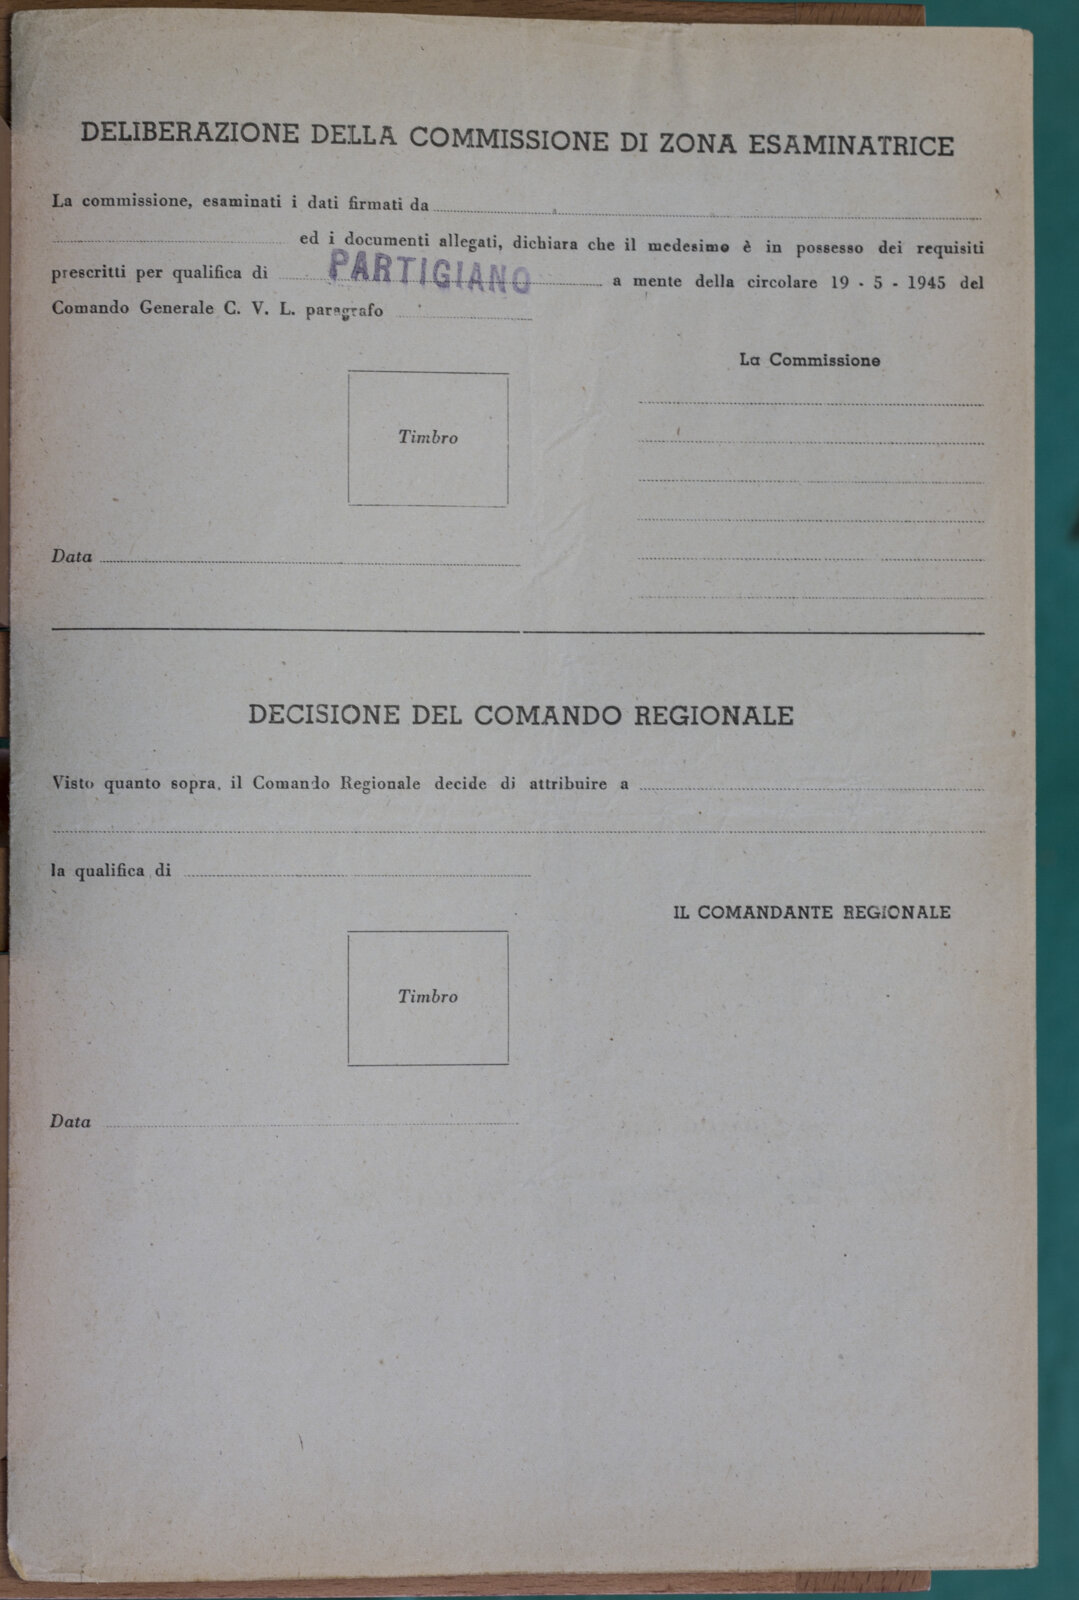 DELIBERAZIONE DELLA COMMISSIONE DI ZONA ESAMINATRICE
La commissione, esaminati i dati firmati da
ed i documenti allegati, dichiara che il medesimo è in possesso dei requisiti
prescritti per qualifica di PARTIGIANO a mente della circolare 19 - 5 - 1945 del
Comando Generale C. V. L. paragrafo
La Commissione
Timbro
Data
DECISIONE DEL COMANDO REGIONALE
Visto quanto sopra, il Comando Regionale decide di attribuire a
la qualifica di
IL COMANDANTE REGIONALE
Timbro
Data